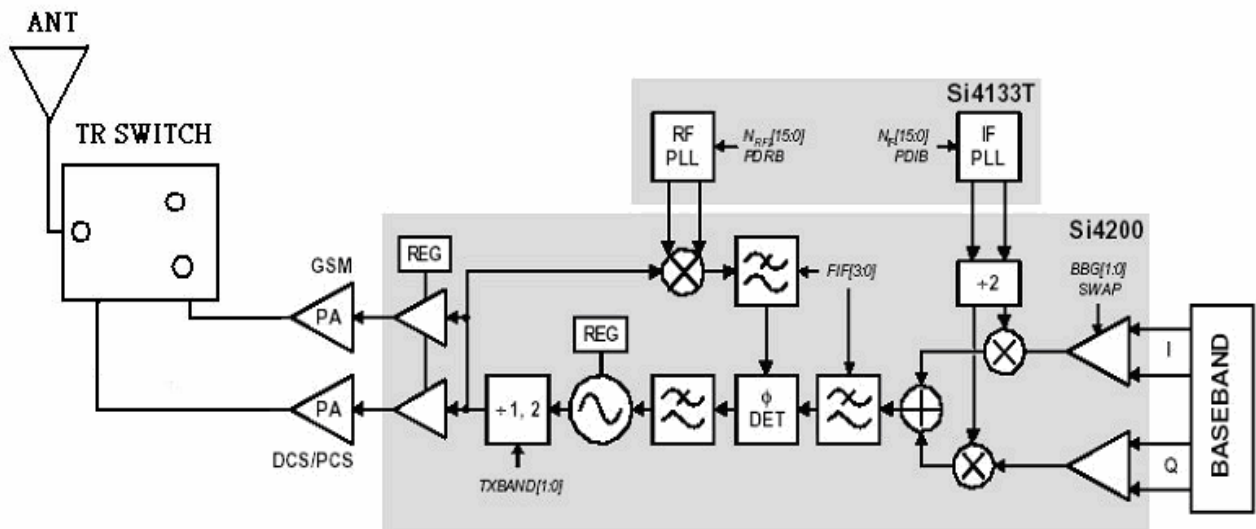 ANT
TR SWITCH
Si4133T
RF
PLL
N_RF2[15:0]
PDRB
N_IF[15:0]
PDIB
IF
PLL
Si4200
GSM
REG
FIF[3:0]
÷2
BBG[1:0]
SWAP
PA
REG
I
BASEBAND
PA
÷1, 2
ϕ
DET
DCS/PCS
TXBAND[1:0]
Q